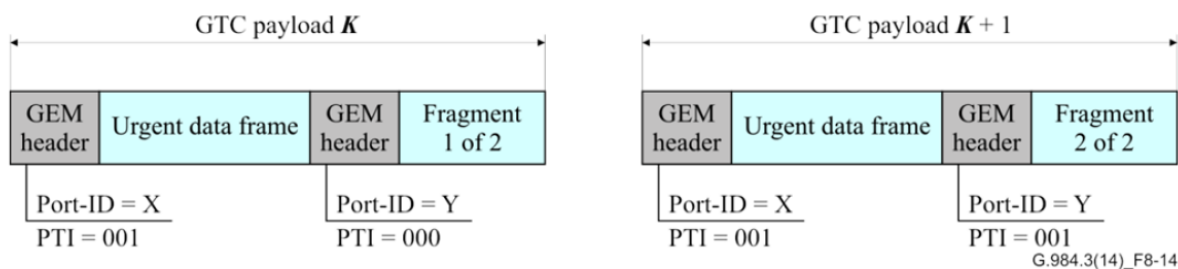 GTC payload K
GTC payload K + 1
GEM
header
Urgent data frame
GEM
header
Fragment
1 of 2
GEM
header
Urgent data frame
GEM
header
Fragment
2 of 2
Port-ID = X
PTI = 001
Port-ID = Y
PTI = 000
Port-ID = X
PTI = 001
Port-ID = Y
PTI = 001
G.984.3(14)_F8-14